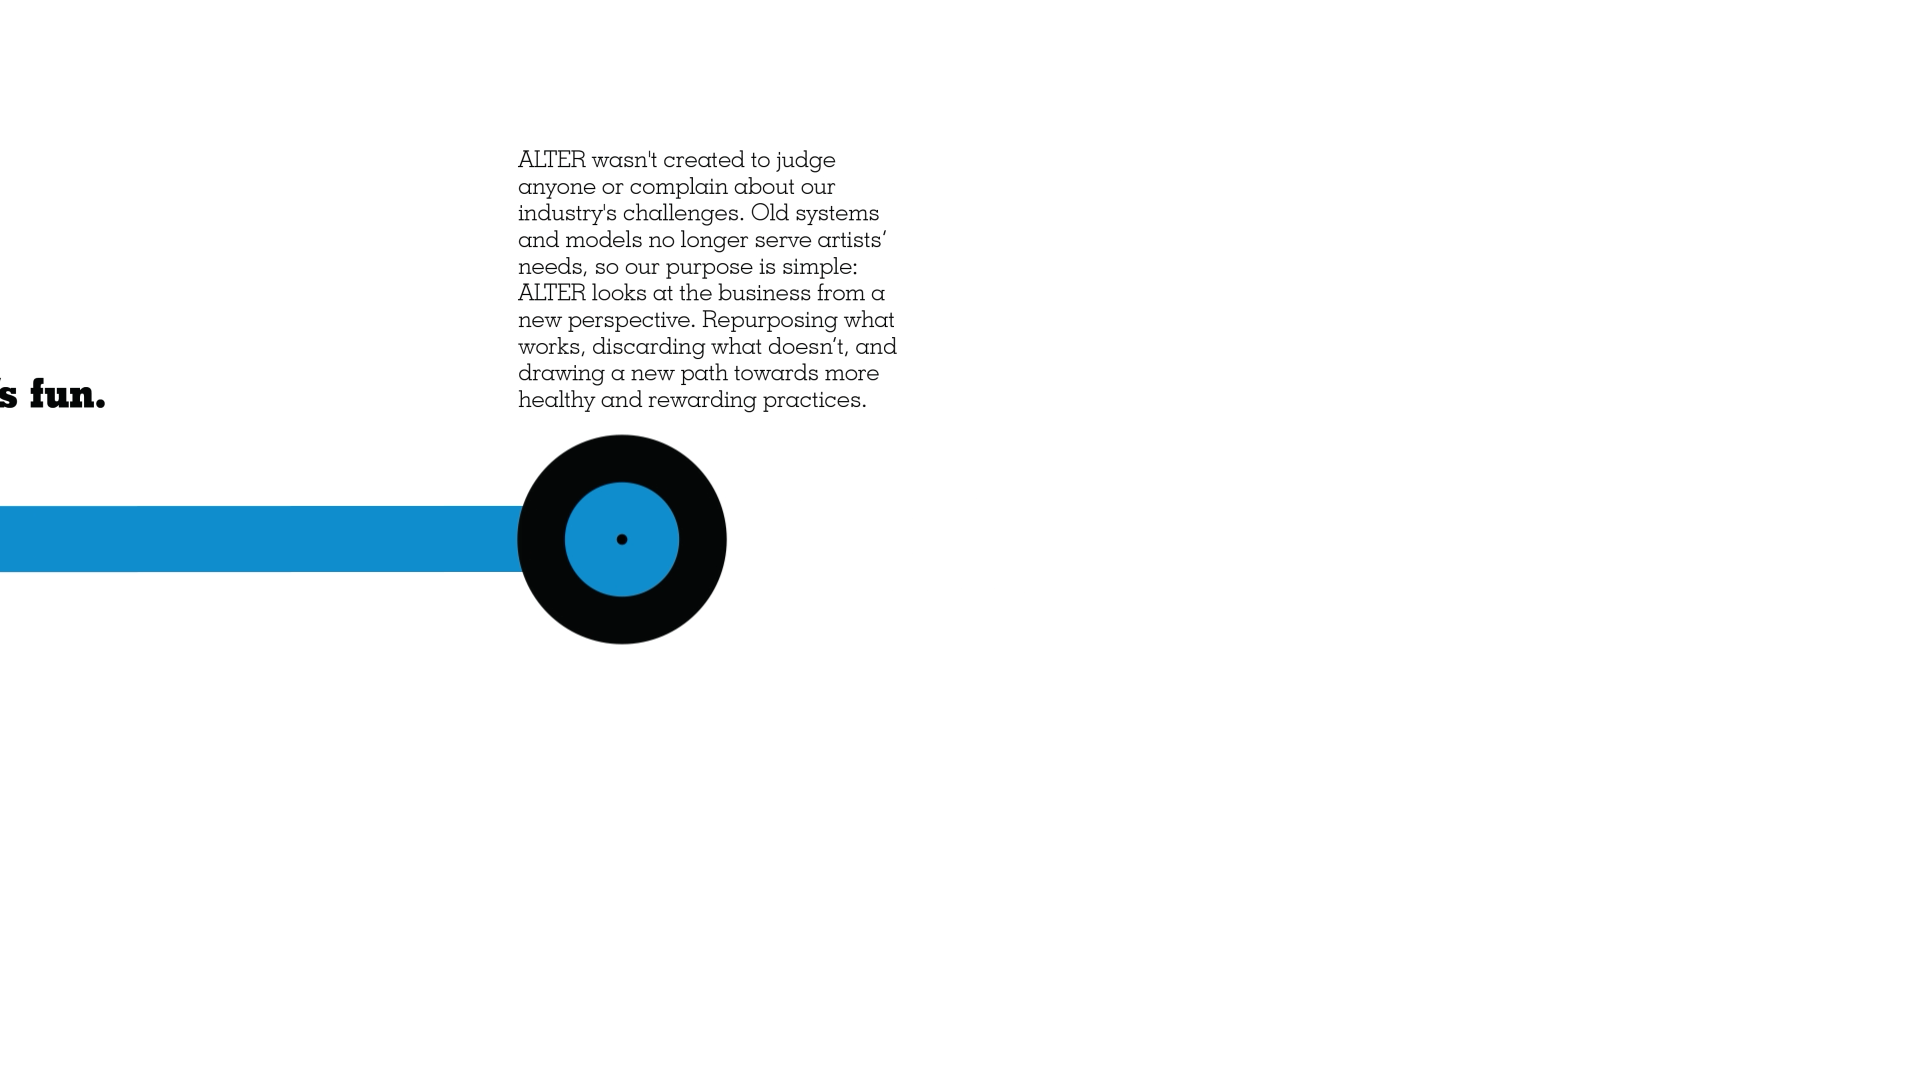 ALTER wasn't created to judge
anyone or complain about our
industry's challenges. Old systems
and models no longer serve artists’
needs, so our purpose is simple:
ALTER looks at the business from a
new perspective. Repurposing what
works, discarding what doesn’t, and
drawing a new path towards more
healthy and rewarding practices.
’s fun.